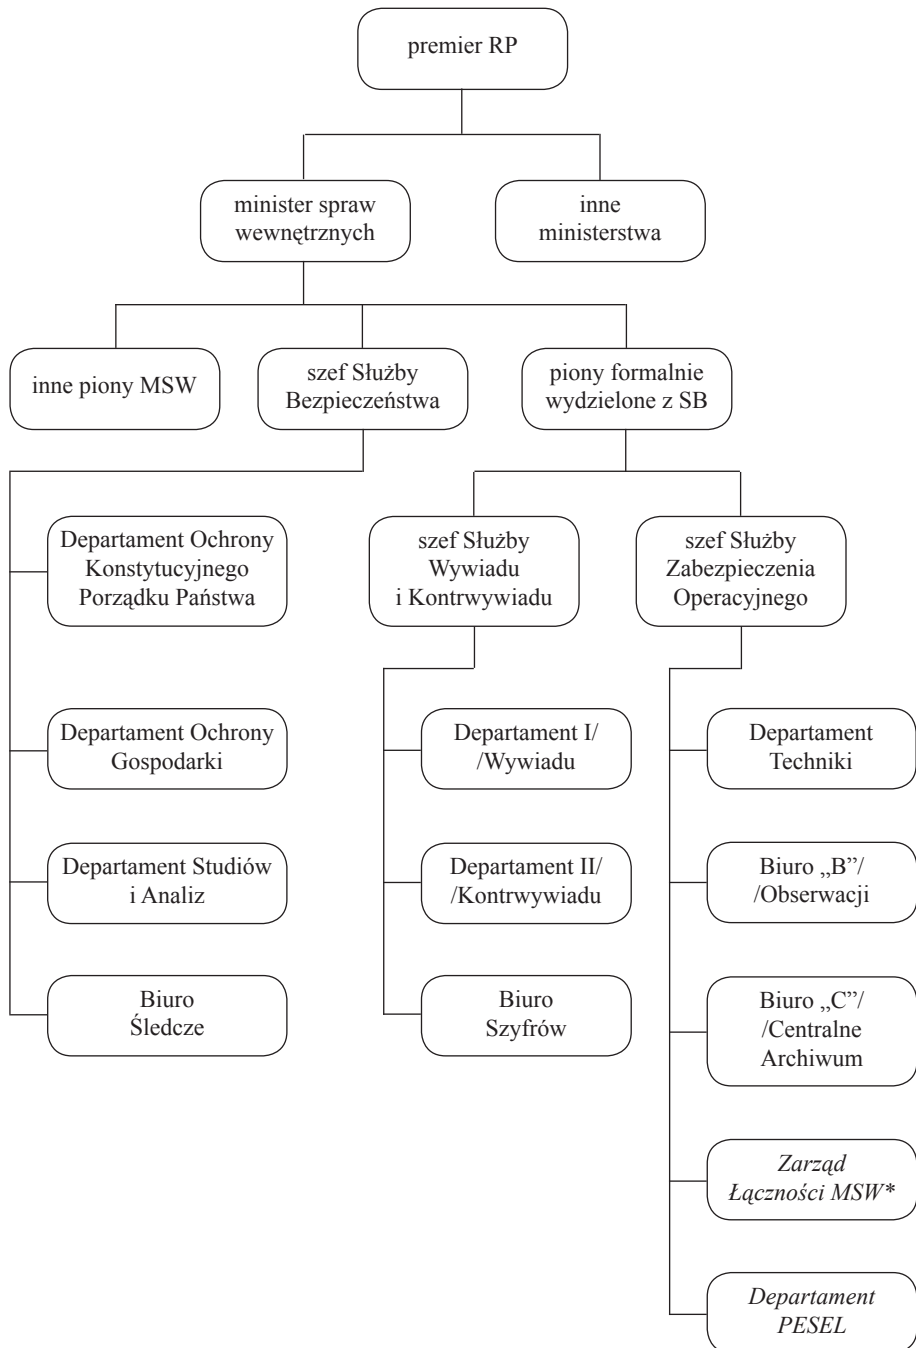 premier RP
minister spraw
wewnętrznych
inne
ministerstwa
inne piony MSW
szef Służby
Bezpieczeństwa
piony formalnie
wydzielone z SB
Departament Ochrony
Konstytucyjnego
Porządku Państwa
szef Służby
Wywiadu
i Kontrwywiadu
szef Służby
Zabezpieczenia
Operacyjnego
Departament Ochrony
Gospodarki
Departament I/
/Wywiadu
Departament
Techniki
Departament Studiów
i Analiz
Departament II/
/Kontrwywiadu
Biuro „B”/
/Obserwacji
Biuro
Śledcze
Biuro
Szyfrów
Biuro „C”/
/Centralne
Archiwum
Zarząd
Łączności MSW*
Departament
PESEL